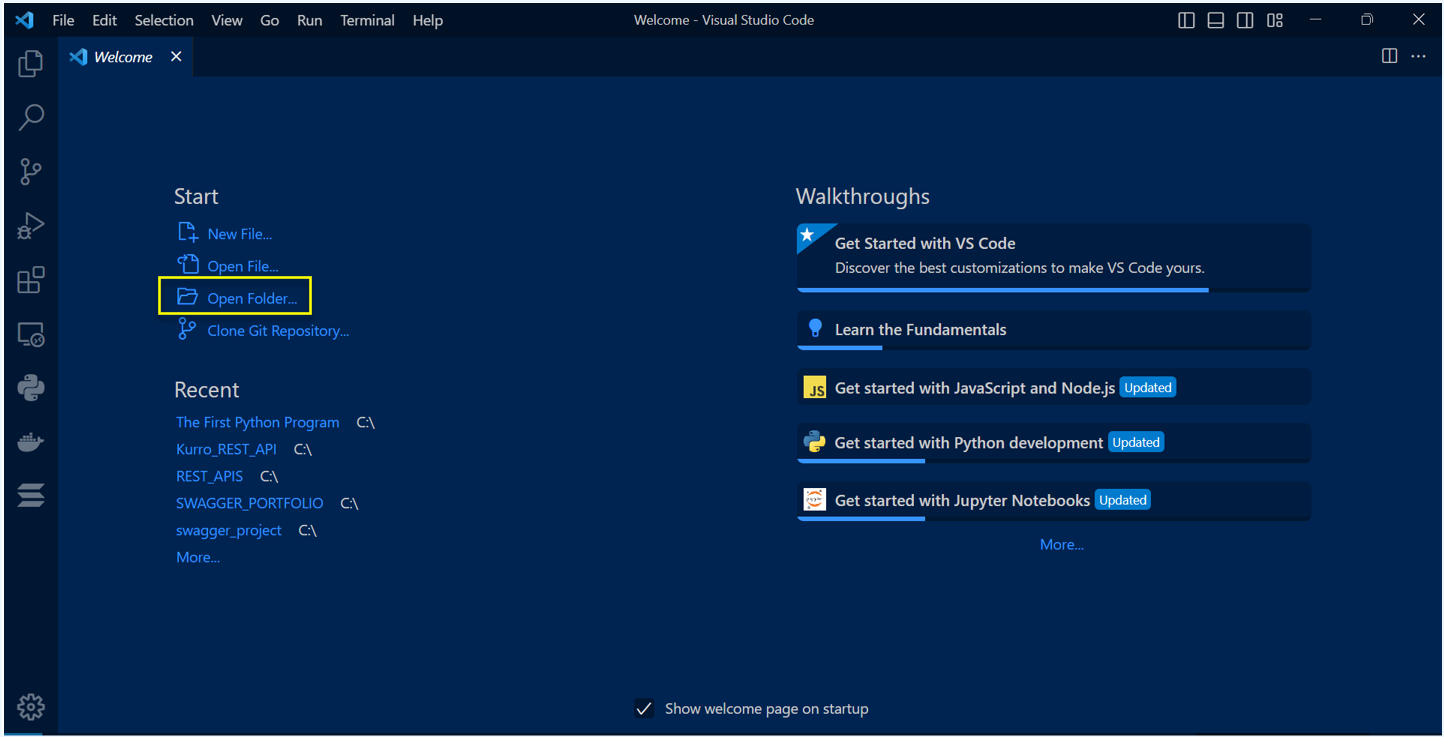 File Edit Selection View Go Run Terminal Help Welcome - Visual Studio Code
Welcome
Start
New File...
Open File...
Open Folder...
Clone Git Repository...
Recent
The First Python Program C:\
Kurro_REST_API C:\
REST_APIS C:\
SWAGGER_PORTFOLIO C:\
swagger_project C:\
More...
Walkthroughs
Get Started with VS Code
Discover the best customizations to make VS Code yours.
Learn the Fundamentals
JS Get started with JavaScript and Node.js Updated
Get started with Python development Updated
Get started with Jupyter Notebooks Updated
More...
Show welcome page on startup